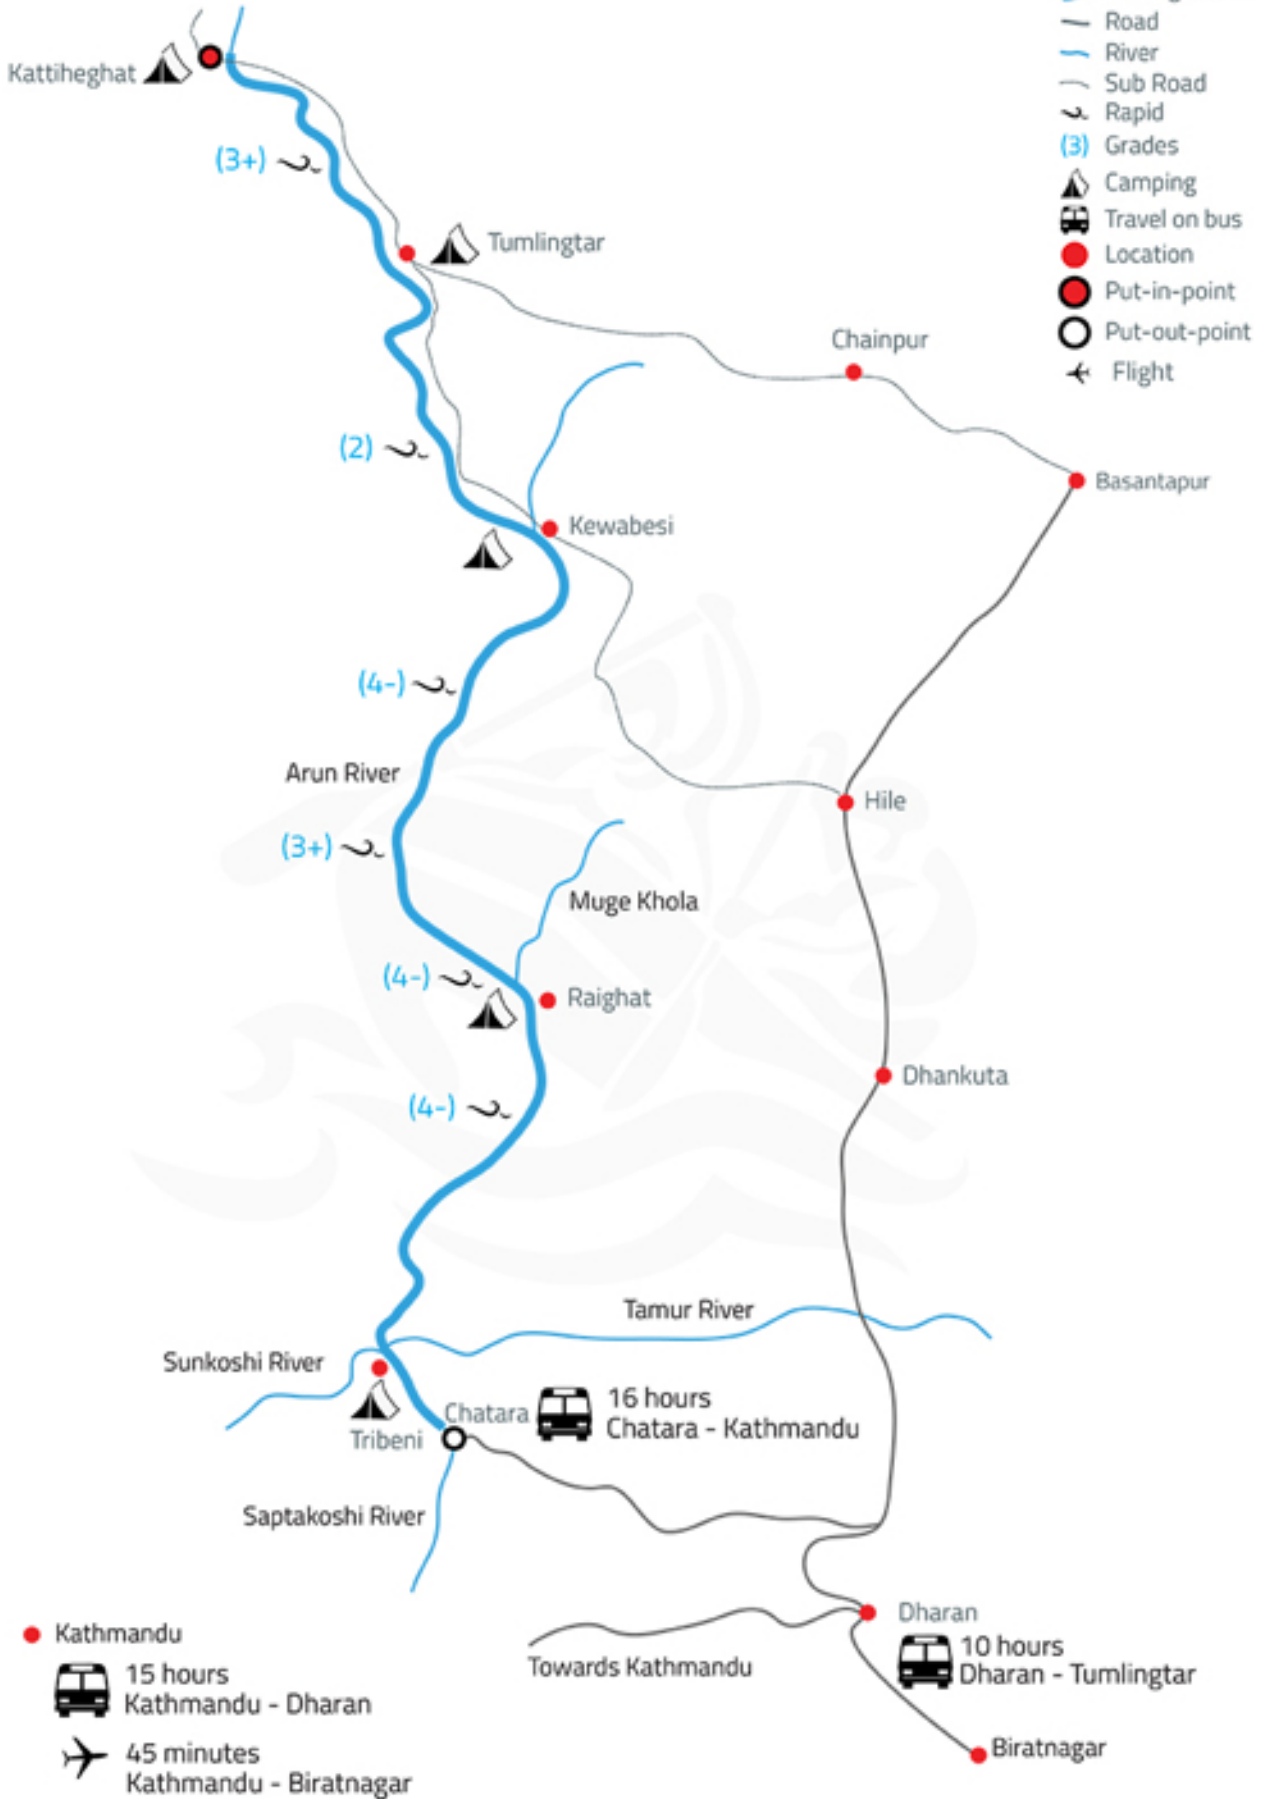 Road
River
Sub Road
Rapid
(3) Grades
Camping
Travel on bus
Location
Put-in-point
Put-out-point
Flight
Kattiheghat
(3+)
Tumlingtar
Chainpur
(2)
Basantapur
Kewabesi
(4-)
Arun River
Hile
(3+)
Muge Khola
(4-)
Raighat
Dhankuta
(4-)
Tamur River
Sunkoshi River
16 hours
Chatara - Kathmandu
Chatara
Tribeni
Saptakoshi River
Dharan
Kathmandu
10 hours
Dharan - Tumlingtar
Towards Kathmandu
15 hours
Kathmandu - Dharan
Biratnagar
45 minutes
Kathmandu - Biratnagar